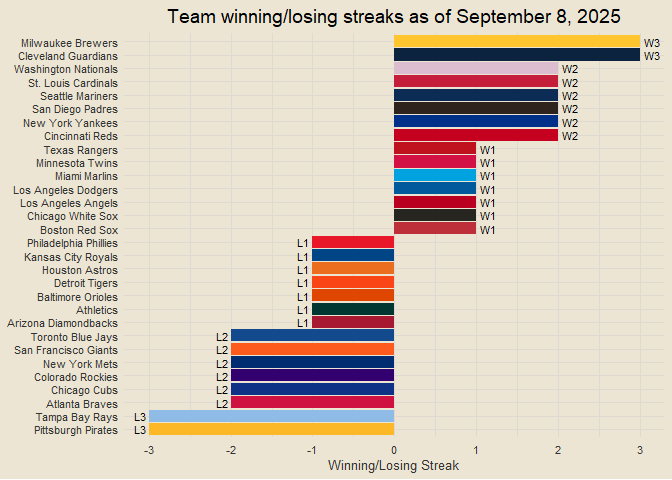 Team winning/losing streaks as of September 8, 2025
Milwaukee Brewers W3
Cleveland Guardians W3
Washington Nationals W2
St. Louis Cardinals W2
Seattle Mariners W2
San Diego Padres W2
New York Yankees W2
Cincinnati Reds W2
Texas Rangers W1
Minnesota Twins W1
Miami Marlins W1
Los Angeles Dodgers W1
Los Angeles Angels W1
Chicago White Sox W1
Boston Red Sox W1
Philadelphia Phillies L1
Kansas City Royals L1
Houston Astros L1
Detroit Tigers L1
Baltimore Orioles L1
Athletics L1
Arizona Diamondbacks L1
Toronto Blue Jays L2
San Francisco Giants L2
New York Mets L2
Colorado Rockies L2
Chicago Cubs L2
Atlanta Braves L2
Tampa Bay Rays L3
Pittsburgh Pirates L3
-3 -2 -1 0 1 2 3
Winning/Losing Streak